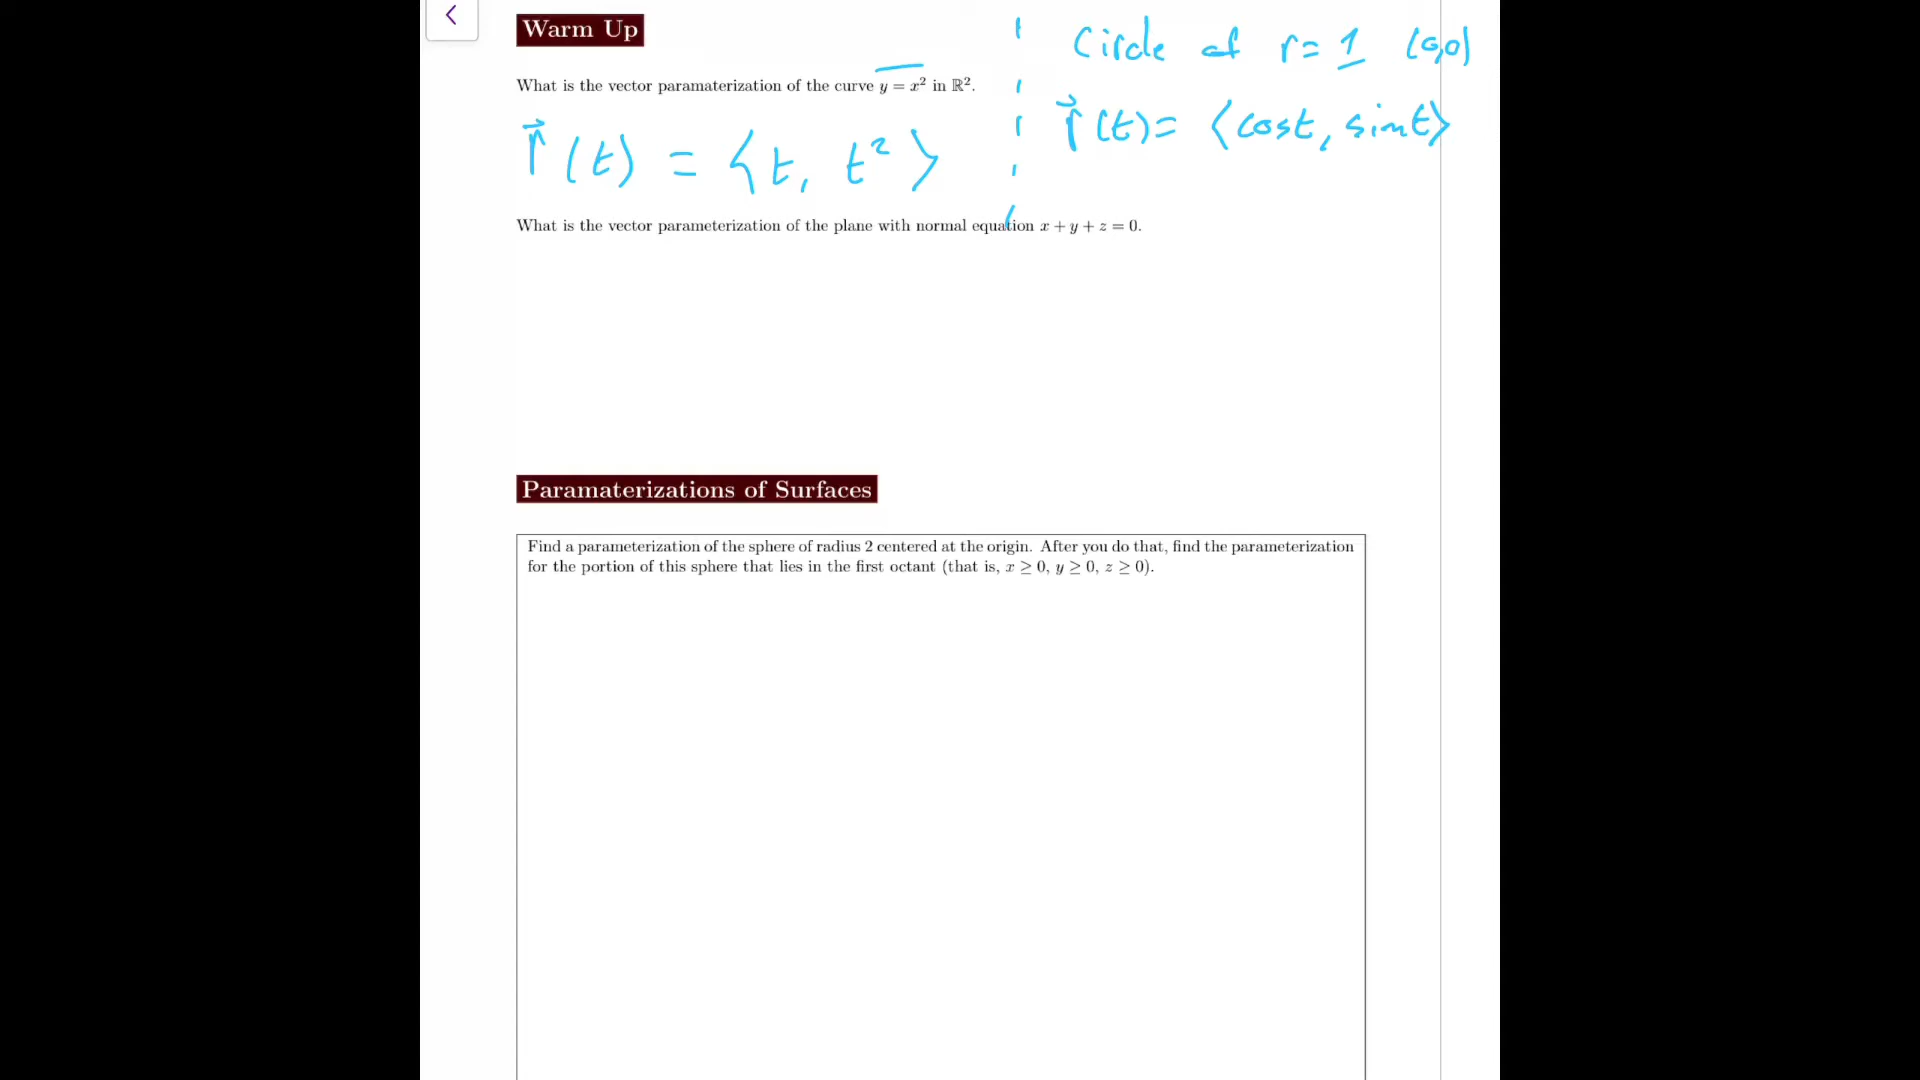 Warm Up
What is the vector paramaterization of the curve y = x² in ℝ².
r⃗(t) = ⟨t, t²⟩
Circle at r = 1 (0,0)
r⃗(t) = ⟨cost, sint⟩
What is the vector parameterization of the plane with normal equation x + y + z = 0.
Paramaterizations of Surfaces
Find a parameterization of the sphere of radius 2 centered at the origin. After you do that, find the parameterization
for the portion of this sphere that lies in the first octant (that is, x ≥ 0, y ≥ 0, z ≥ 0).